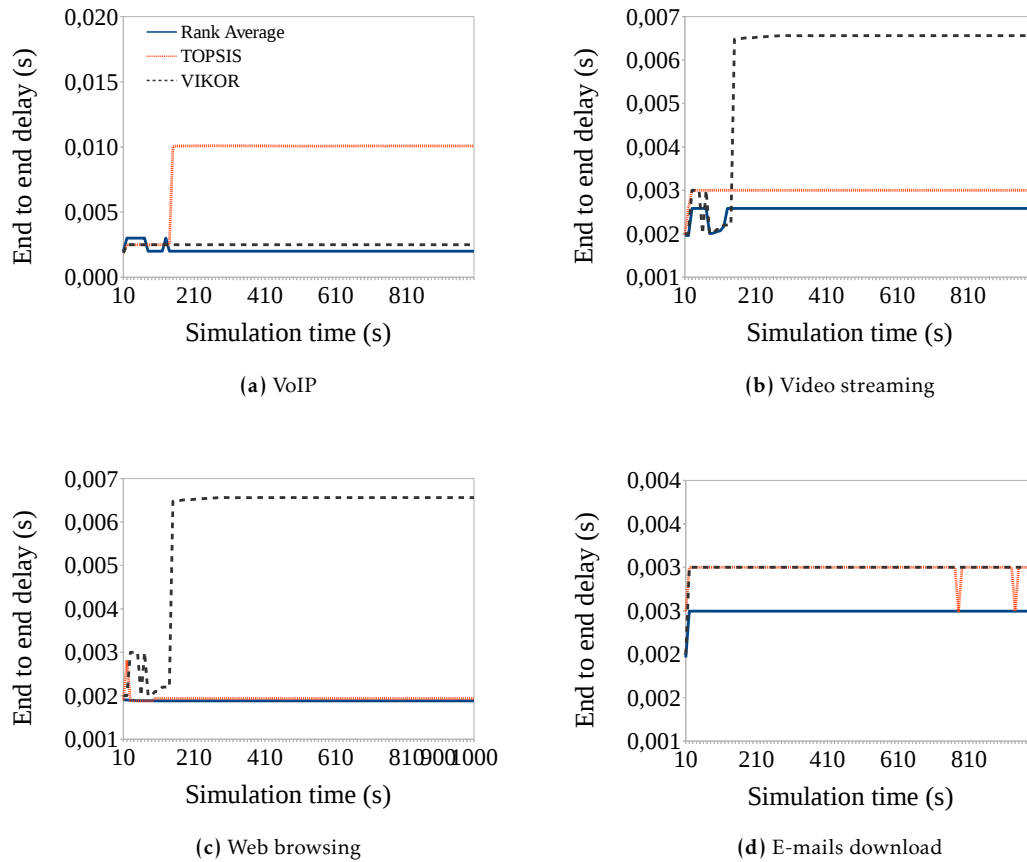 0,020
0,015
0,010
0,005
0,000
End to end delay (s)
Rank Average
TOPSIS
VIKOR
10 210 410 610 810
Simulation time (s)
(a) VoIP
0,007
0,006
0,004
0,003
0,002
0,001
End to end delay (s)
10 210 410 610 810
Simulation time (s)
(b) Video streaming
0,007
0,006
0,004
0,003
0,002
0,001
End to end delay (s)
10 210 410 610 810 900 1000
Simulation time (s)
(c) Web browsing
0,004
0,004
0,003
0,003
0,002
0,002
0,001
End to end delay (s)
10 210 410 610 810
Simulation time (s)
(d) E-mails download